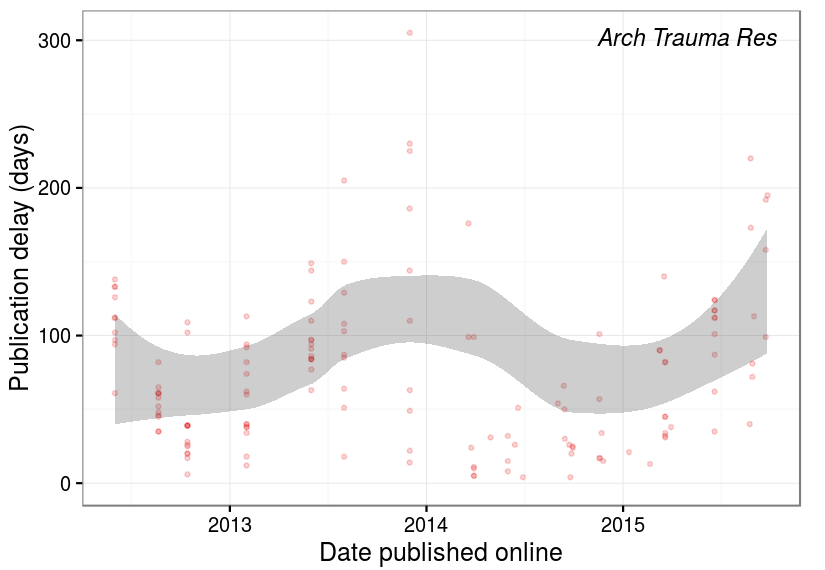 Arch Trauma Res
Publication delay (days)
300
200
100
0
2013 2014 2015
Date published online